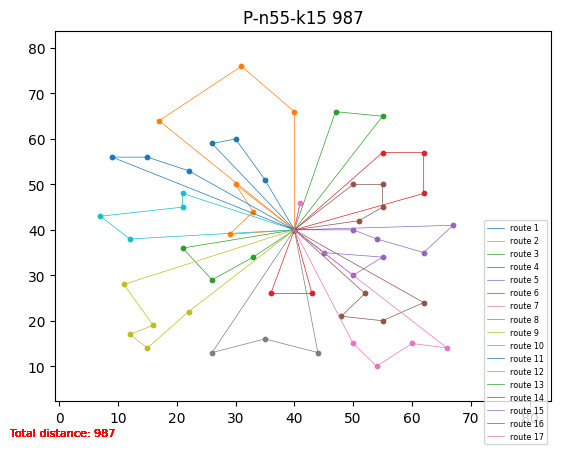 P-n55-k15 987
80
70
60
50
40
30
20
10
0 10 20 30 40 50 60 70 80
route 1
route 2
route 3
route 4
route 5
route 6
route 7
route 8
route 9
route 10
route 11
route 12
route 13
route 14
route 15
route 16
route 17
Total distance: 987